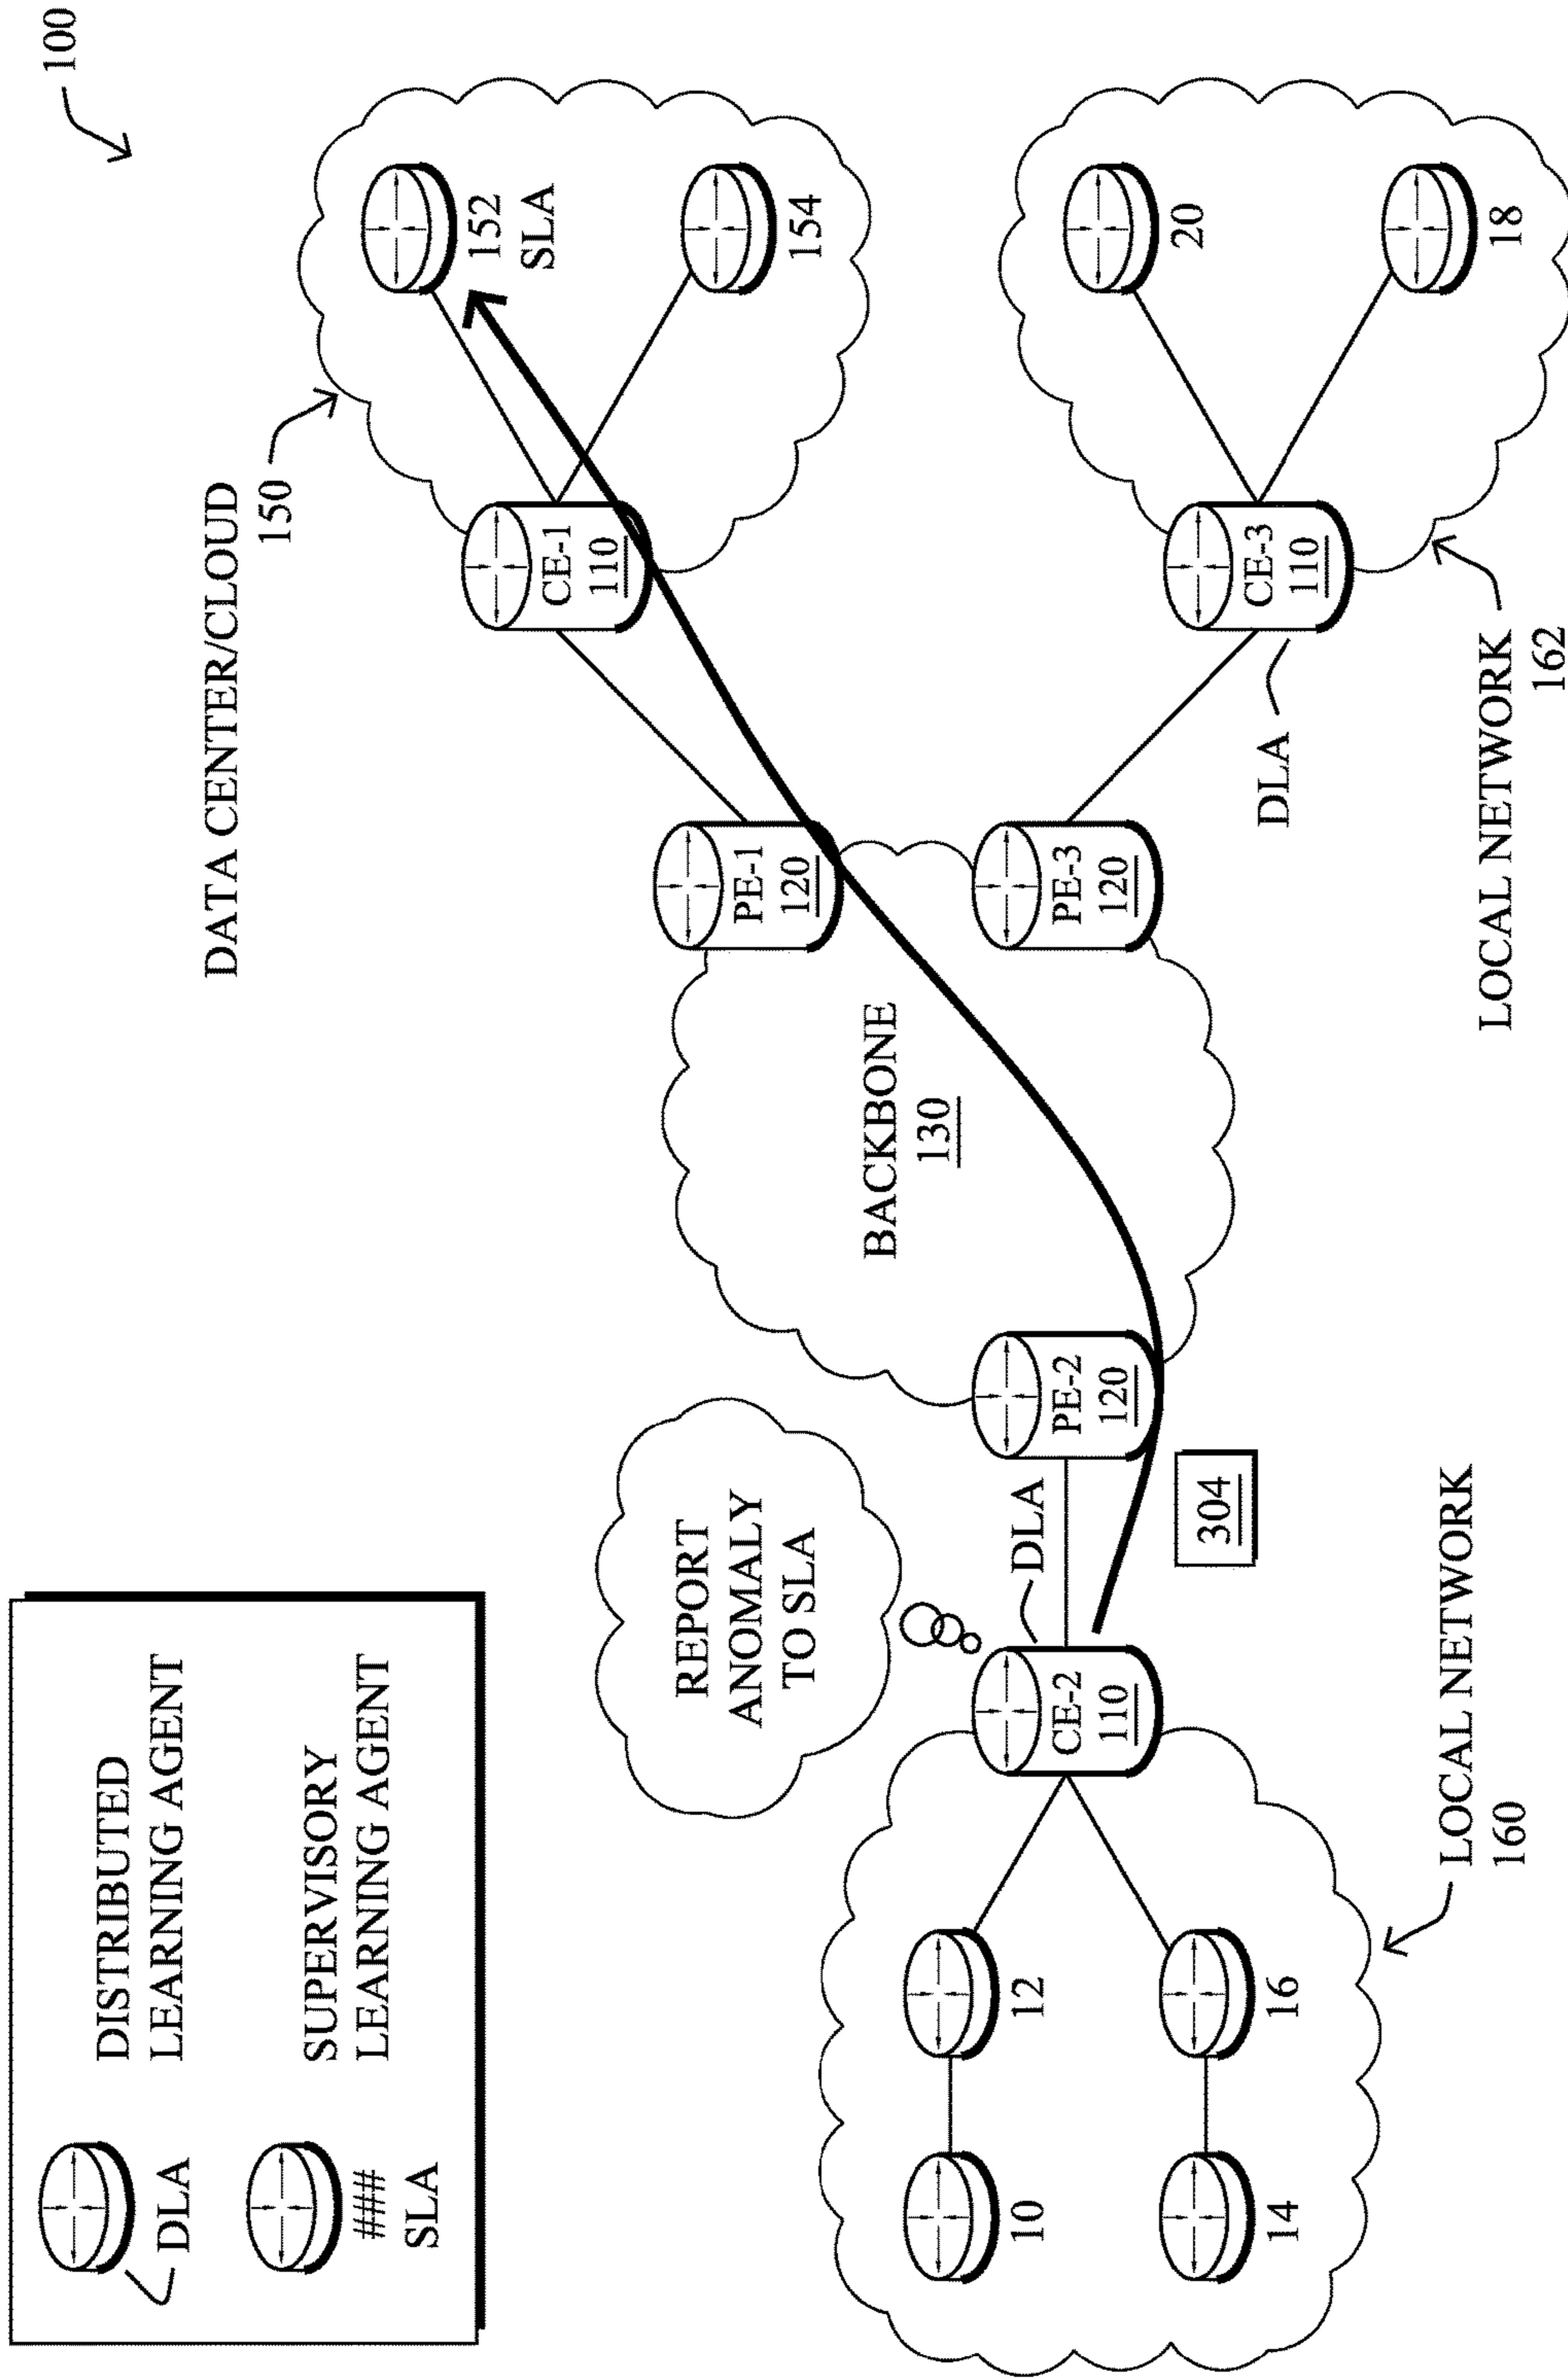 100
DISTRIBUTED
LEARNING AGENT
DLA
SUPERVISORY
LEARNING AGENT
###
SLA
DATA CENTER/CLOUD
150
152
SLA
154
CE-1
110
PE-1
120
BACKBONE
130
REPORT
ANOMALY
TO SLA
PE-2
120
DLA
304
CE-2
110
12
10
16
14
LOCAL NETWORK
160
PE-3
120
CE-3
110
DLA
20
18
LOCAL NETWORK
162